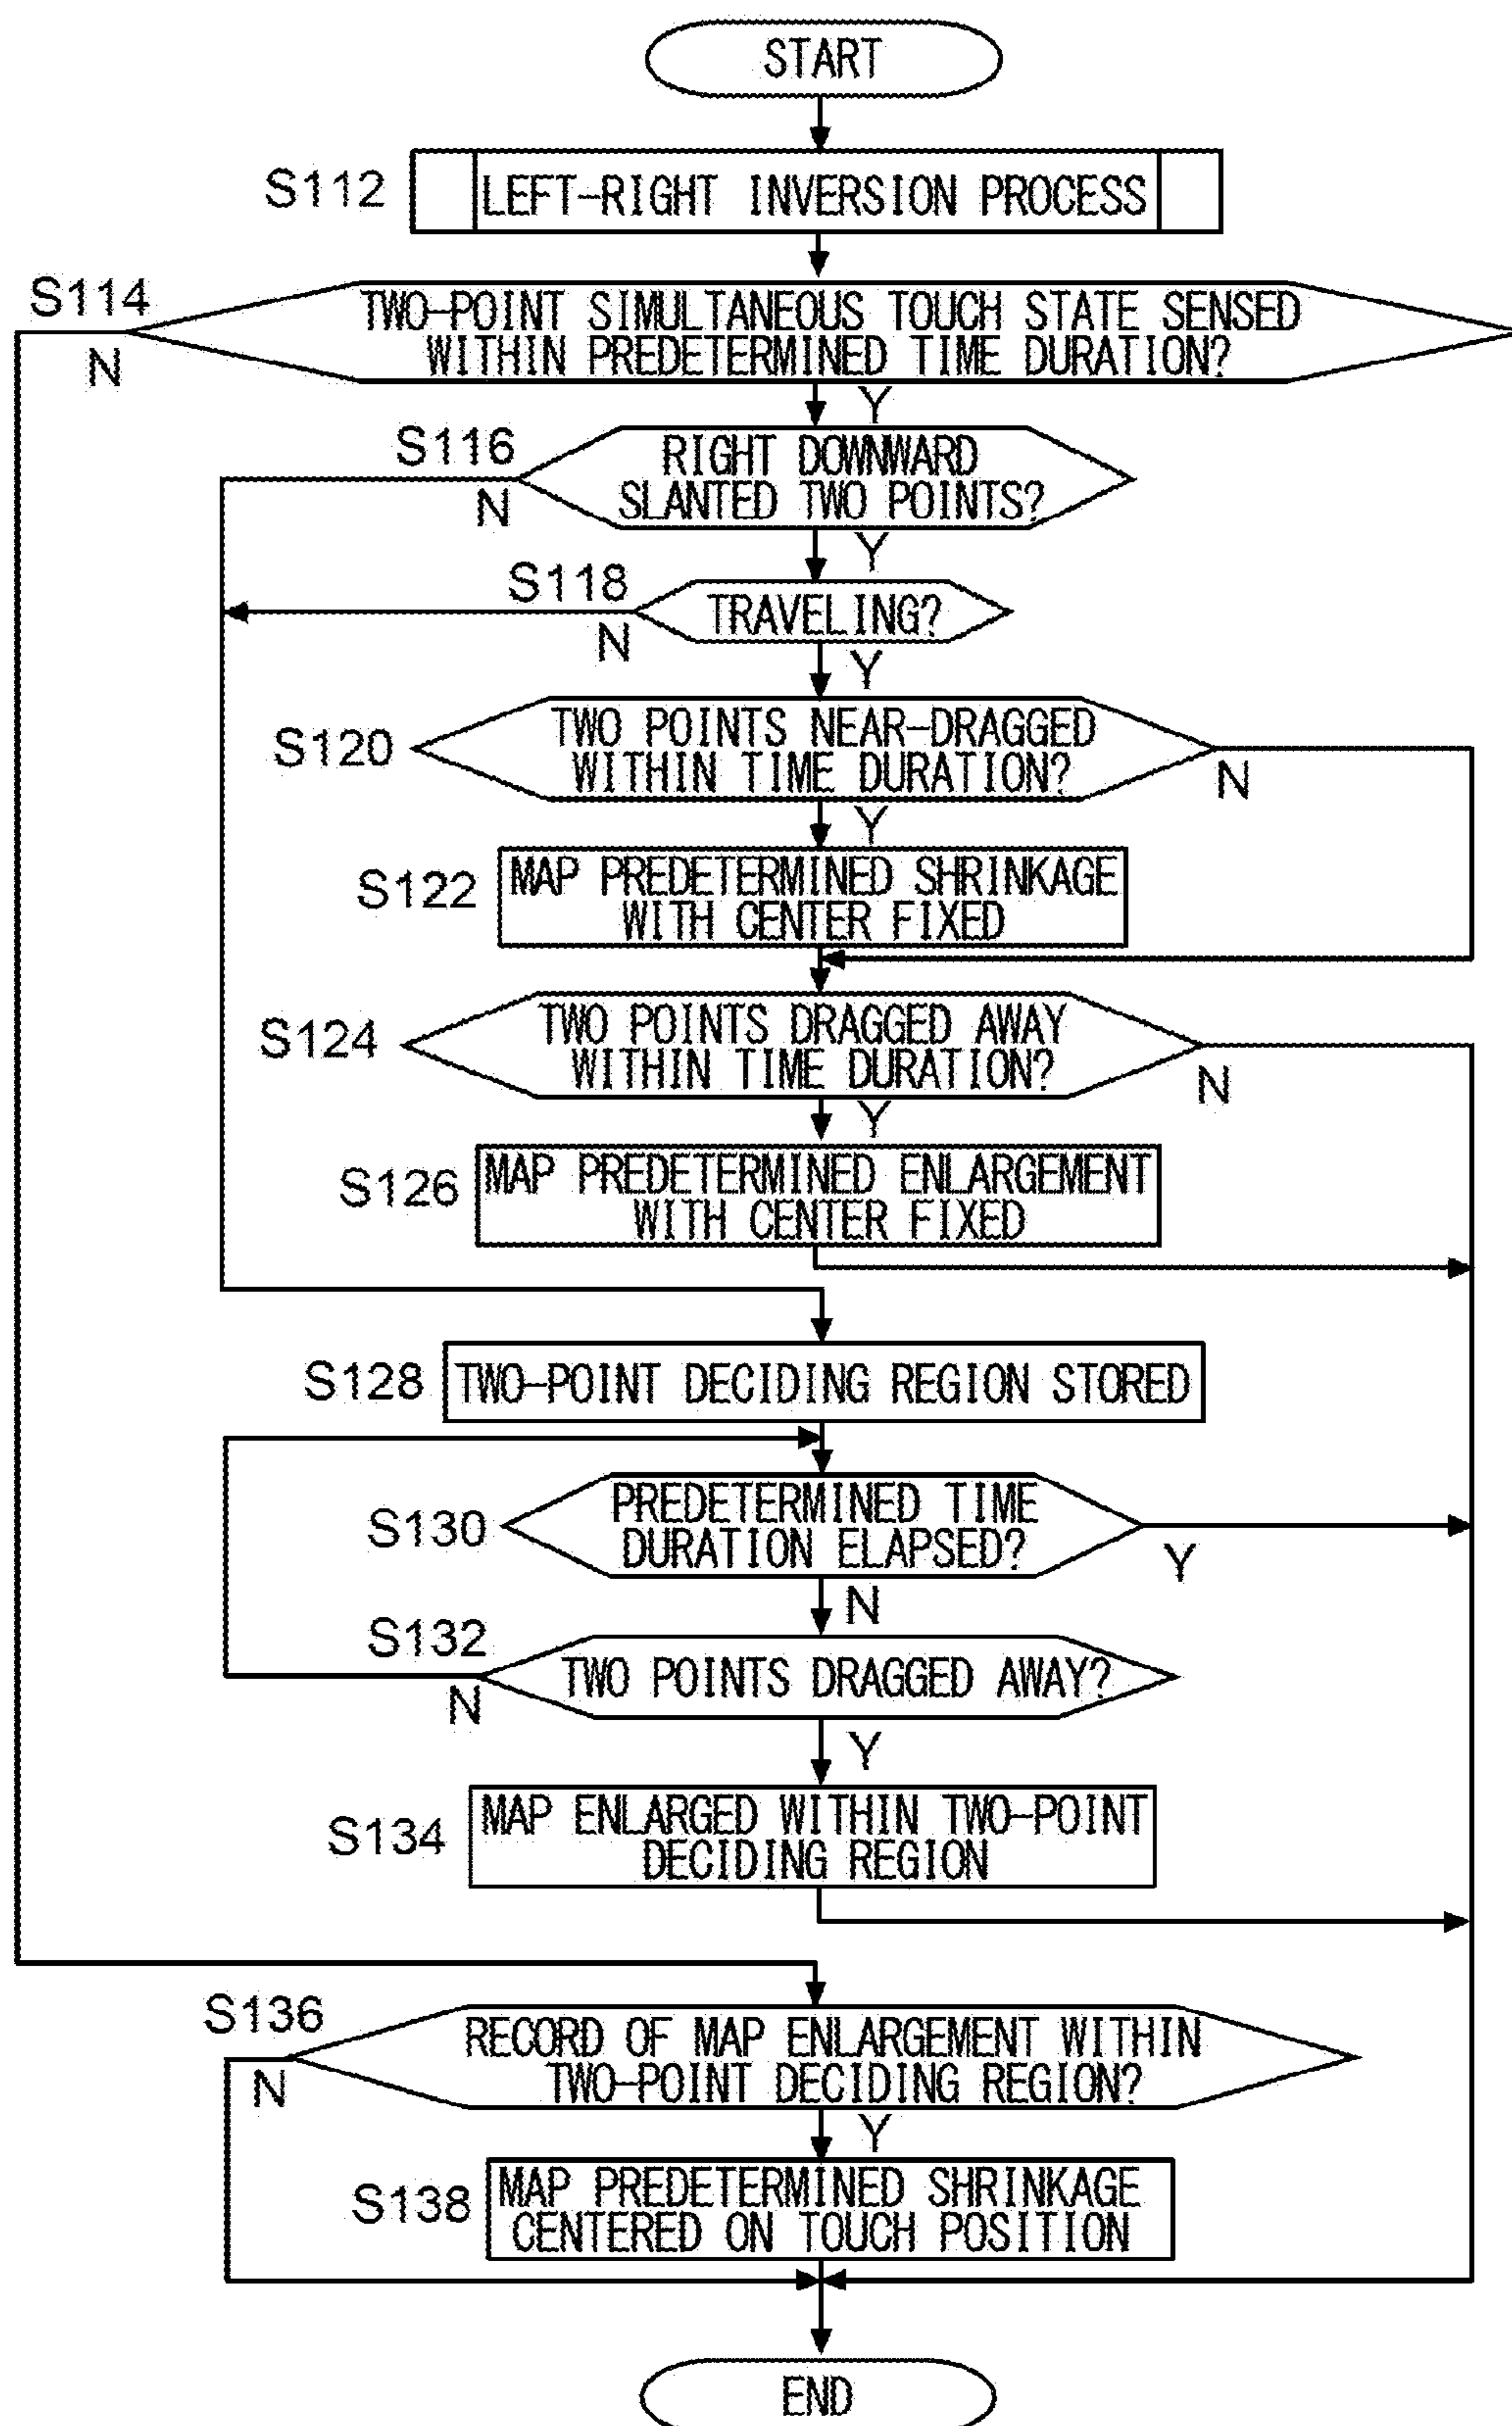 START
S112
LEFT-RIGHT INVERSION PROCESS
S114
TWO-POINT SIMULTANEOUS TOUCH STATE SENSED
WITHIN PREDETERMINED TIME DURATION?
N
Y
S116
RIGHT DOWNWARD
SLANTED TWO POINTS?
N
Y
S118
TRAVELING?
N
Y
S120
TWO POINTS NEAR-DRAGGED
WITHIN TIME DURATION?
N
Y
S122
MAP PREDETERMINED SHRINKAGE
WITH CENTER FIXED
S124
TWO POINTS DRAGGED AWAY
WITHIN TIME DURATION?
N
Y
S126
MAP PREDETERMINED ENLARGEMENT
WITH CENTER FIXED
S128
TWO-POINT DECIDING REGION STORED
S130
PREDETERMINED TIME
DURATION ELAPSED?
Y
N
S132
TWO POINTS DRAGGED AWAY?
N
Y
S134
MAP ENLARGED WITHIN TWO-POINT
DECIDING REGION
S136
RECORD OF MAP ENLARGEMENT WITHIN
TWO-POINT DECIDING REGION?
N
Y
S138
MAP PREDETERMINED SHRINKAGE
CENTERED ON TOUCH POSITION
END